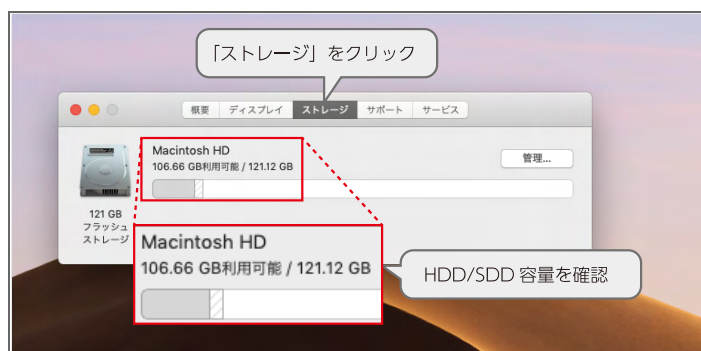 「ストレージ」をクリック
概要 ディスプレイ ストレージ サポート サービス
Macintosh HD
106.66 GB利用可能 / 121.12 GB
管理...
121 GB
フラッシュ
ストレージ
Macintosh HD
106.66 GB利用可能 / 121.12 GB
HDD/SDD 容量を確認